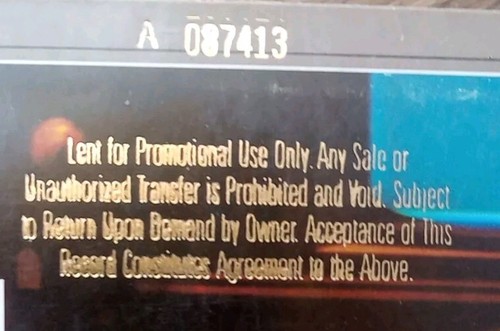 A 087413
Lent for Promotional Use Only. Any Sale or
Unauthorized Transfer is Prohibited and Void. Subject
to Return Upon Demand by Owner. Acceptance of This
Record Constitutes Agreement to the Above.